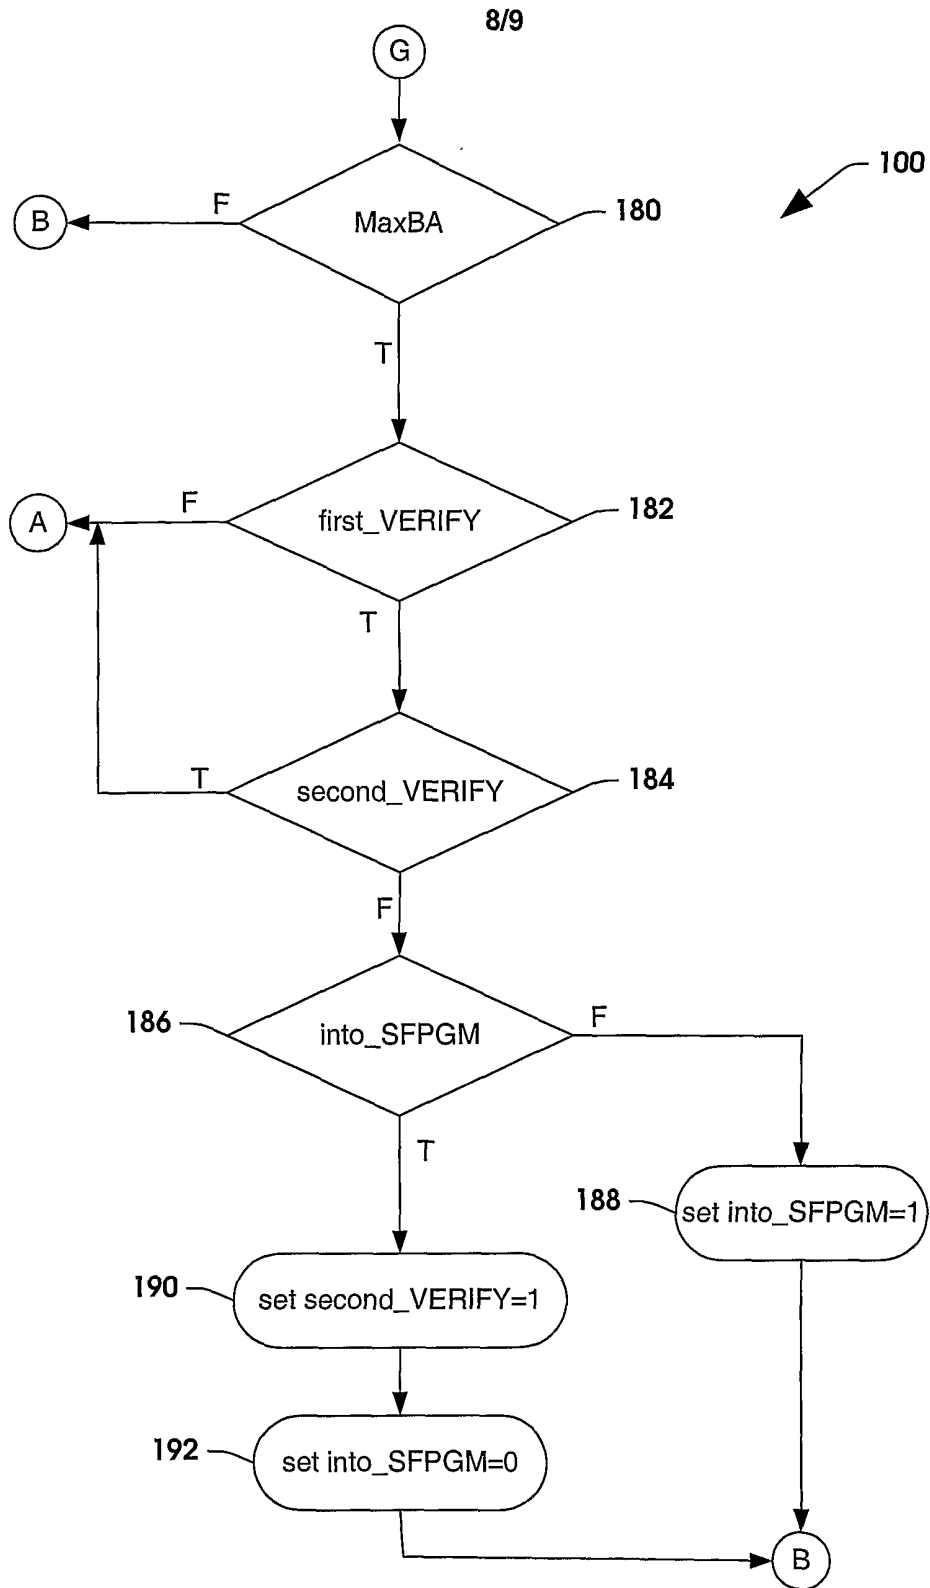 8/9
G
100
B
F
MaxBA
180
T
A
F
first_VERIFY
182
T
T
second_VERIFY
184
F
186
into_SFPGM
F
T
188
set into_SFPGM=1
190
set second_VERIFY=1
192
set into_SFPGM=0
B